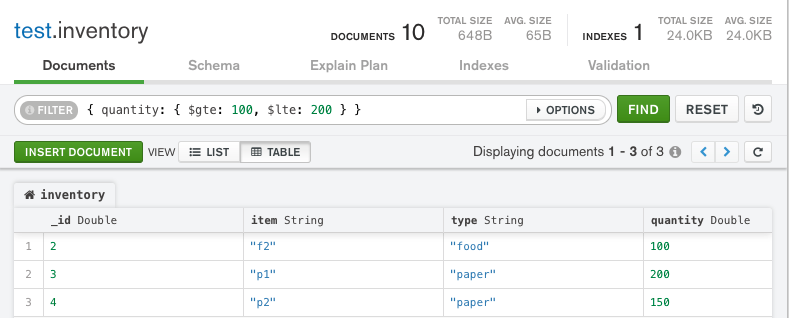 test.inventory
DOCUMENTS 10 TOTAL SIZE 648B AVG. SIZE 65B INDEXES 1 TOTAL SIZE 24.0KB AVG. SIZE 24.0KB
Documents Schema Explain Plan Indexes Validation
FILTER { quantity: { $gte: 100, $lte: 200 } } OPTIONS FIND RESET
INSERT DOCUMENT VIEW LIST TABLE Displaying documents 1 - 3 of 3
inventory
_id Double item String type String quantity Double
1 2 "f2" "food" 100
2 3 "p1" "paper" 200
3 4 "p2" "paper" 150